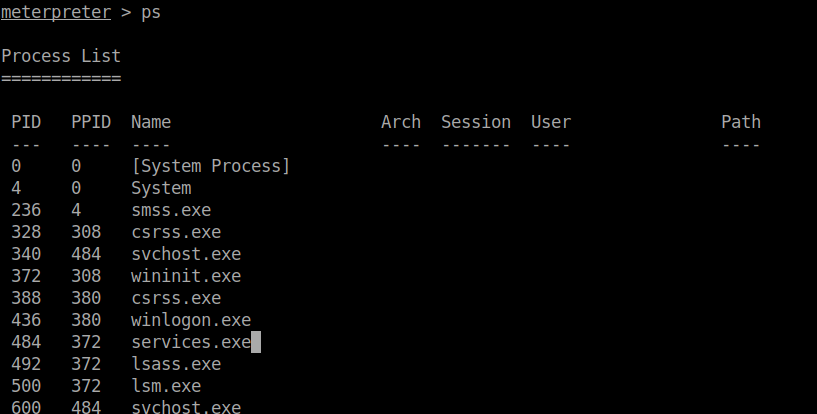 meterpreter > ps
Process List
============
PID PPID Name Arch Session User Path
--- ---- ---- ---- ------- ---- ----
0 0 [System Process]
4 0 System
236 4 smss.exe
328 308 csrss.exe
340 484 svchost.exe
372 308 wininit.exe
388 380 csrss.exe
436 380 winlogon.exe
484 372 services.exe
492 372 lsass.exe
500 372 lsm.exe
600 484 svchost.exe